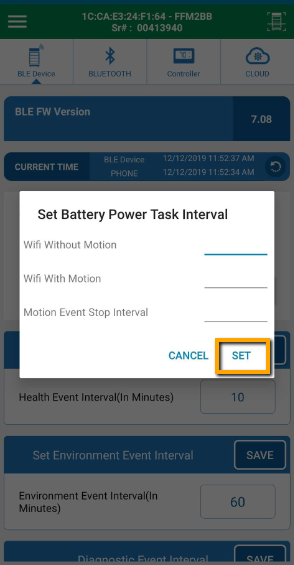 1C:CA:E3:24:F1:64 - FFM2BB
Sr# : 00413940
BLE Device
BLUETOOTH
Controller
CLOUD
BLE FW Version
7.08
CURRENT TIME
BLE Device 12/12/2019 11:52:37 AM
PHONE 12/12/2019 11:52:34 AM
Set Battery Power Task Interval
Wifi Without Motion
Wifi With Motion
Motion Event Stop Interval
CANCEL SET
Health Event Interval(In Minutes) 10
Set Environment Event Interval SAVE
Environment Event Interval(In
Minutes) 60
Diagnostic Event Interval SAVE